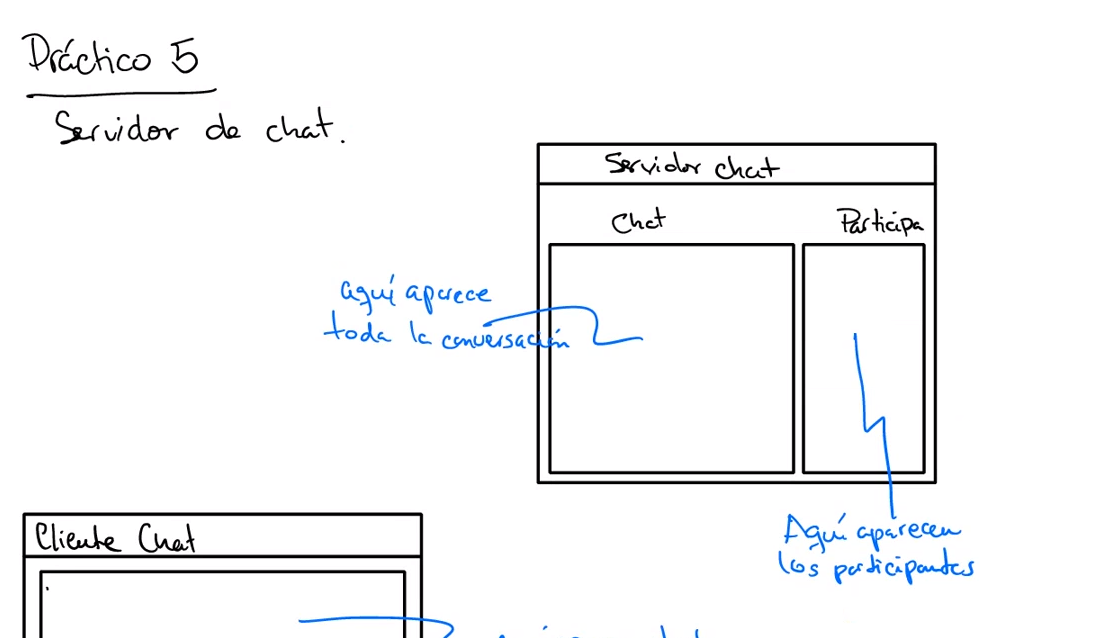 Práctico 5
Servidor de chat.
Servidor chat
Chat
Participa
aquí aparece
toda la conversación
Aquí aparecen
los participantes
Cliente Chat